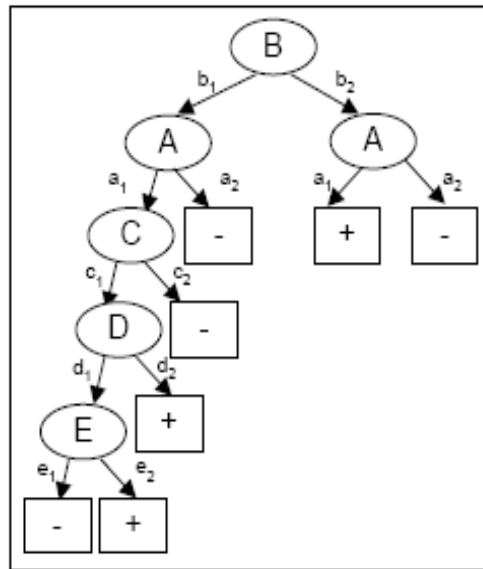 B
b₁ b₂
A A
a₁ a₂ a₁ a₂
C - + -
c₁ c₂
D -
d₁ d₂
E +
e₁ e₂
- +